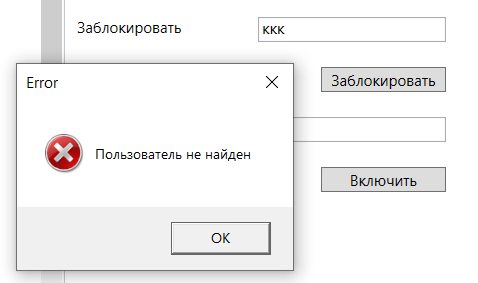 Заблокировать
ккк
Error
Заблокировать
Пользователь не найден
Включить
OK